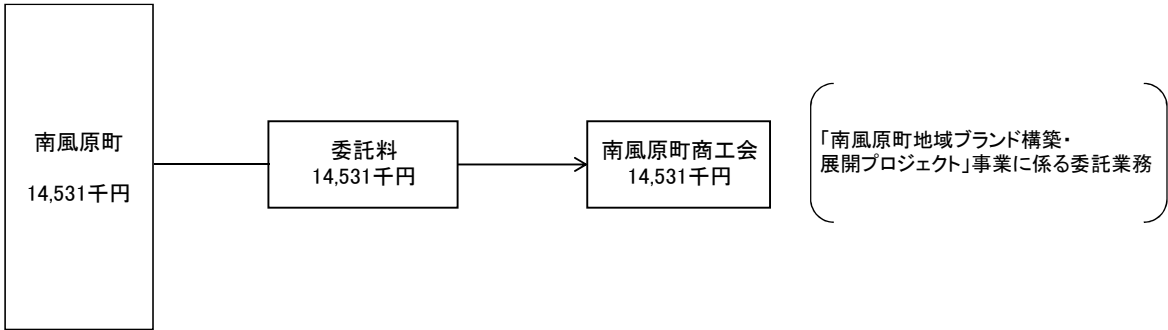 南風原町
14,531千円
委託料
14,531千円
南風原町商工会
14,531千円
「南風原町地域ブランド構築・
展開プロジェクト」事業に係る委託業務